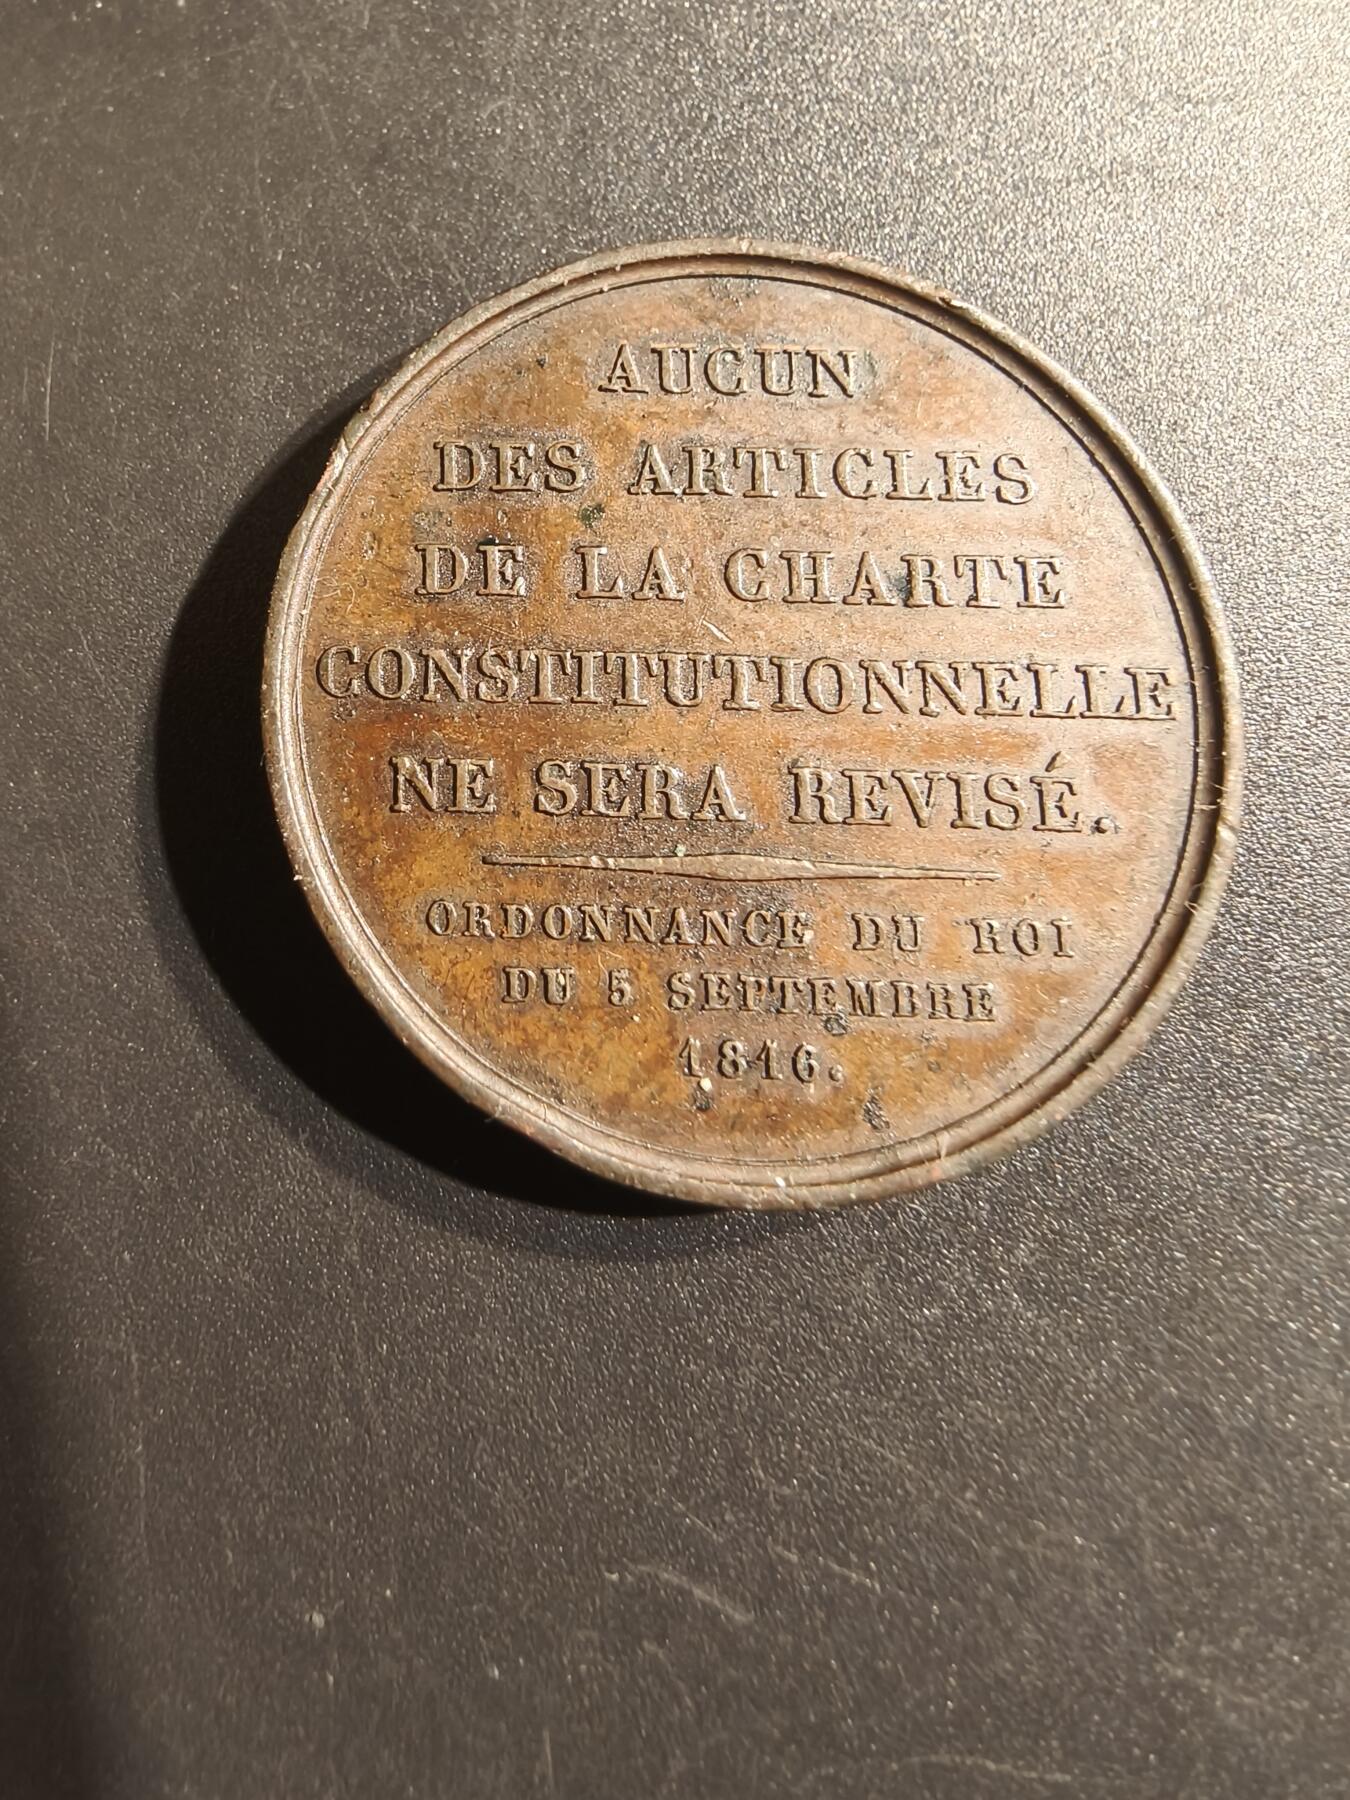 AUCUN
DES ARTICLES
DE LA CHARTE
CONSTITUTIONNELLE
NE SERA REVISÉ.
ORDONNANCE DU ROI
DU 5 SEPTEMBRE
1816.